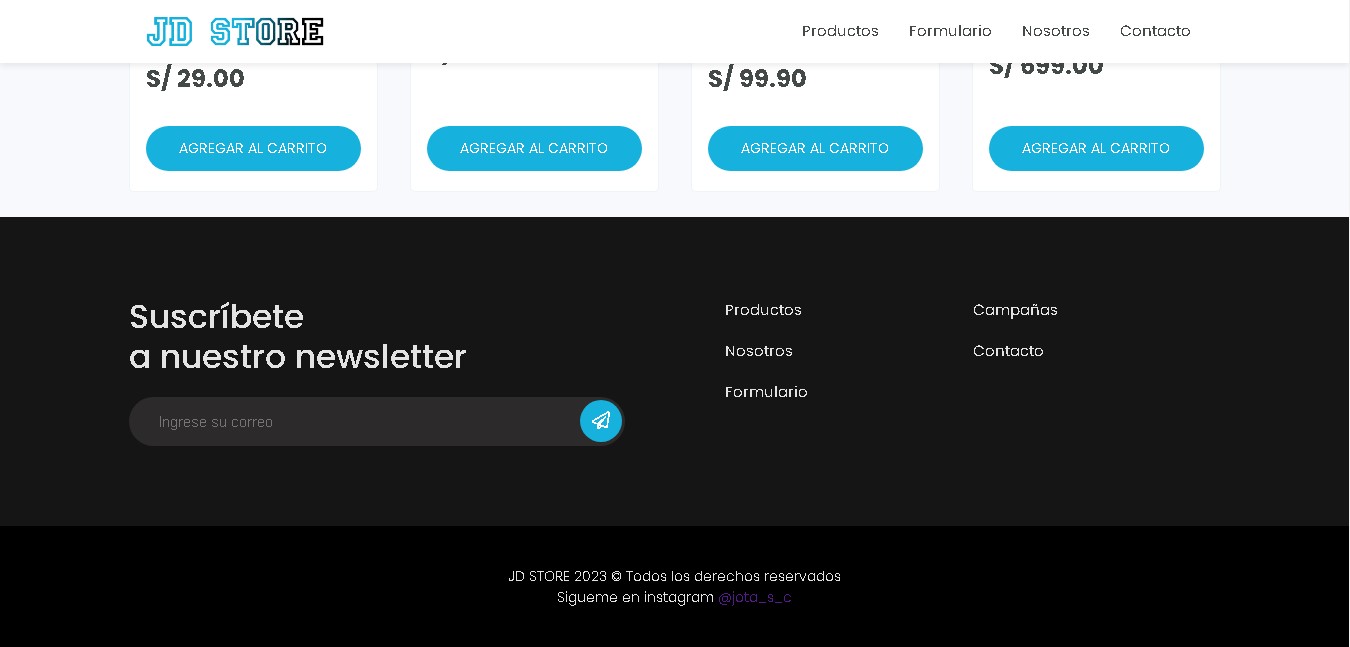 JD STORE
Productos Formulario Nosotros Contacto
S/ 29.00
S/ 99.90
S/ 699.00
AGREGAR AL CARRITO
AGREGAR AL CARRITO
AGREGAR AL CARRITO
AGREGAR AL CARRITO
Suscríbete
a nuestro newsletter
Ingrese su correo
Productos
Nosotros
Formulario
Campañas
Contacto
JD STORE 2023 © Todos los derechos reservados
Sigueme en instagram @jota_s_c